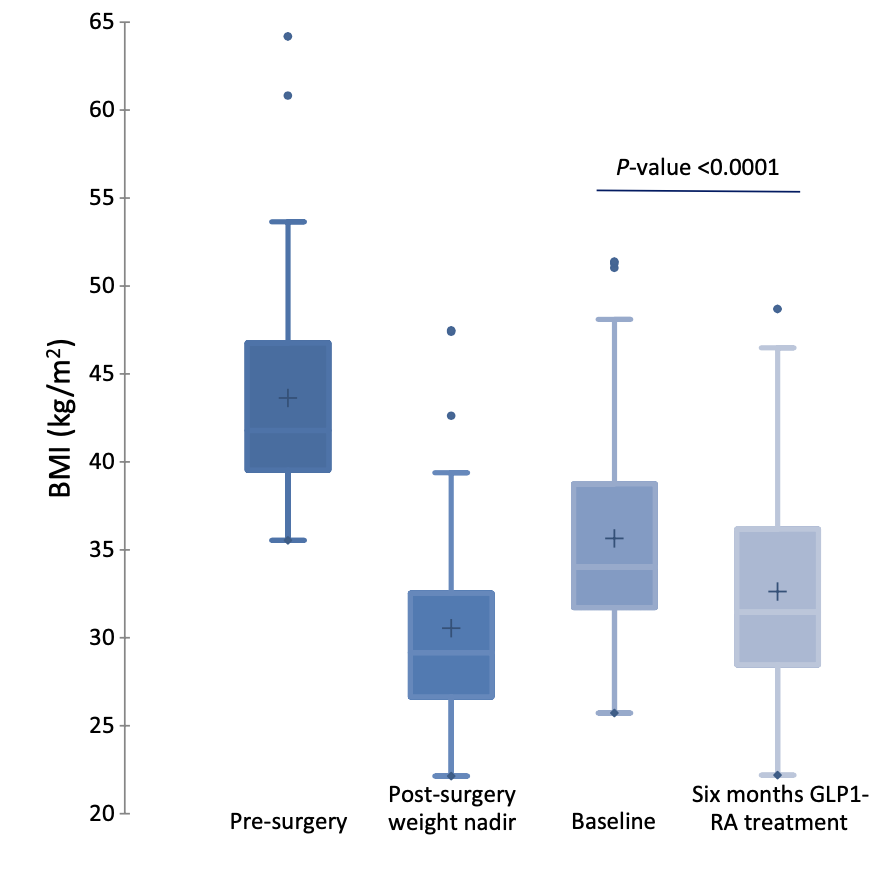 65
60
55
50
45
40
35
30
25
20
BMI (kg/m²)
P-value <0.0001
Pre-surgery
Post-surgery
weight nadir
Baseline
Six months GLP1-
RA treatment